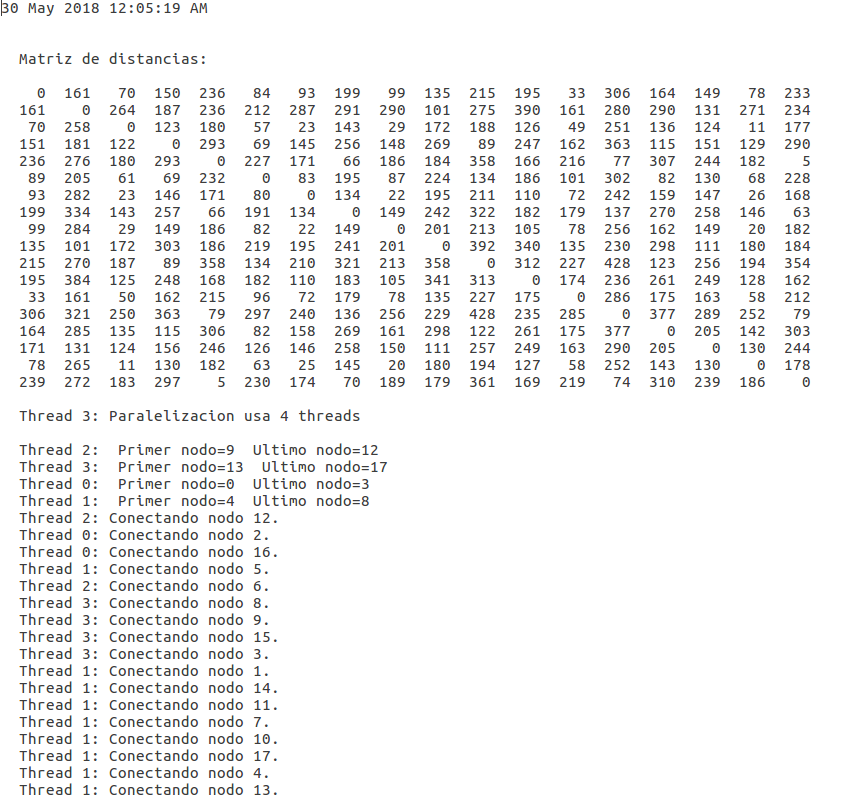 30 May 2018 12:05:19 AM
Matriz de distancias:
0 161 70 150 236 84 93 199 99 135 215 195 33 306 164 149 78 233
161 0 264 187 236 212 287 291 290 101 275 390 161 280 290 131 271 234
70 258 0 123 180 57 23 143 29 172 188 126 49 251 136 124 11 177
151 181 122 0 293 69 145 256 148 269 89 247 162 363 115 151 129 290
236 276 180 293 0 227 171 66 186 184 358 166 216 77 307 244 182 5
89 205 61 69 232 0 83 195 87 224 134 186 101 302 82 130 68 228
93 282 23 146 171 80 0 134 22 195 211 110 72 242 159 147 26 168
199 334 143 257 66 191 134 0 149 242 322 182 179 137 270 258 146 63
99 284 29 149 186 82 22 149 0 201 213 105 78 256 162 149 20 182
135 101 172 303 186 219 195 241 201 0 392 340 135 230 298 111 180 184
215 270 187 89 358 134 210 321 213 358 0 312 227 428 123 256 194 354
195 384 125 248 168 182 110 183 105 341 313 0 174 236 261 249 128 162
33 161 50 162 215 96 72 179 78 135 227 175 0 286 175 163 58 212
306 321 250 363 79 297 240 136 256 229 428 235 285 0 377 289 252 79
164 285 135 115 306 82 158 269 161 298 122 261 175 377 0 205 142 303
171 131 124 156 246 126 146 258 150 111 257 249 163 290 205 0 130 244
78 265 11 130 182 63 25 145 20 180 194 127 58 252 143 130 0 178
239 272 183 297 5 230 174 70 189 179 361 169 219 74 310 239 186 0
Thread 3: Paralelizacion usa 4 threads
Thread 2: Primer nodo=9 Ultimo nodo=12
Thread 3: Primer nodo=13 Ultimo nodo=17
Thread 0: Primer nodo=0 Ultimo nodo=3
Thread 1: Primer nodo=4 Ultimo nodo=8
Thread 2: Conectando nodo 12.
Thread 0: Conectando nodo 2.
Thread 0: Conectando nodo 16.
Thread 1: Conectando nodo 5.
Thread 2: Conectando nodo 6.
Thread 3: Conectando nodo 8.
Thread 3: Conectando nodo 9.
Thread 3: Conectando nodo 15.
Thread 3: Conectando nodo 3.
Thread 1: Conectando nodo 1.
Thread 1: Conectando nodo 14.
Thread 1: Conectando nodo 11.
Thread 1: Conectando nodo 7.
Thread 1: Conectando nodo 10.
Thread 1: Conectando nodo 17.
Thread 1: Conectando nodo 4.
Thread 1: Conectando nodo 13.